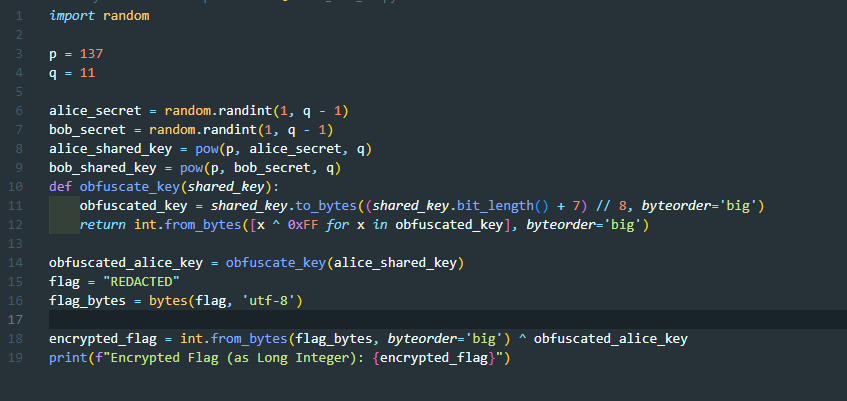 1 import random
2
3 p = 137
4 q = 11
5
6 alice_secret = random.randint(1, q - 1)
7 bob_secret = random.randint(1, q - 1)
8 alice_shared_key = pow(p, alice_secret, q)
9 bob_shared_key = pow(p, bob_secret, q)
10 def obfuscate_key(shared_key):
11     obfuscated_key = shared_key.to_bytes((shared_key.bit_length() + 7) // 8, byteorder='big')
12     return int.from_bytes([x ^ 0xFF for x in obfuscated_key], byteorder='big')
13
14 obfuscated_alice_key = obfuscate_key(alice_shared_key)
15 flag = "REDACTED"
16 flag_bytes = bytes(flag, 'utf-8')
17
18 encrypted_flag = int.from_bytes(flag_bytes, byteorder='big') ^ obfuscated_alice_key
19 print(f"Encrypted Flag (as Long Integer): {encrypted_flag}")